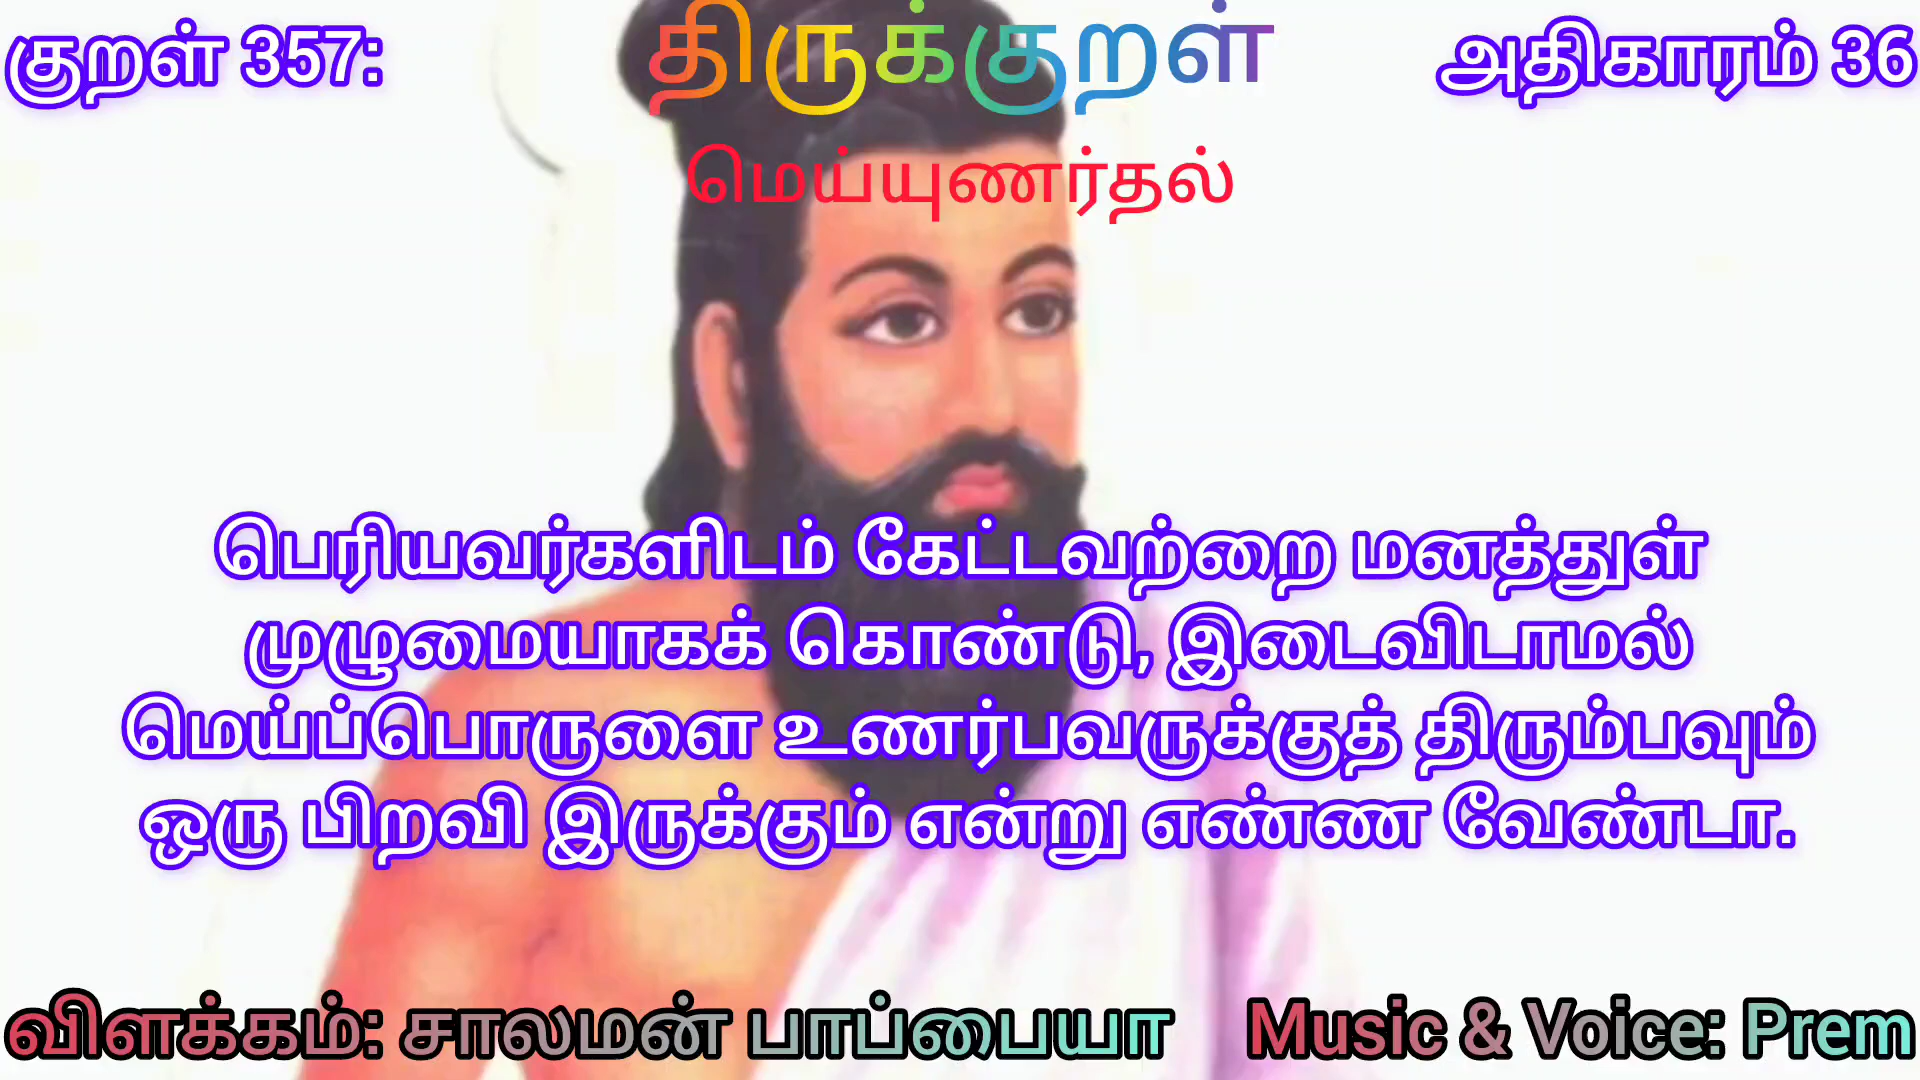 குறள் 357:
திருக்குறள்
அதிகாரம் 36
மெய்யுணர்தல்
பெரியவர்களிடம் கேட்டவற்றை மனத்துள்
முழுமையாகக் கொண்டு, இடைவிடாமல்
மெய்ப்பொருளை உணர்பவருக்குத் திரும்பவும்
ஒரு பிறவி இருக்கும் என்று எண்ண வேண்டா.
விளக்கம்: சாலமன் பாப்பையா
Music & Voice: Prem